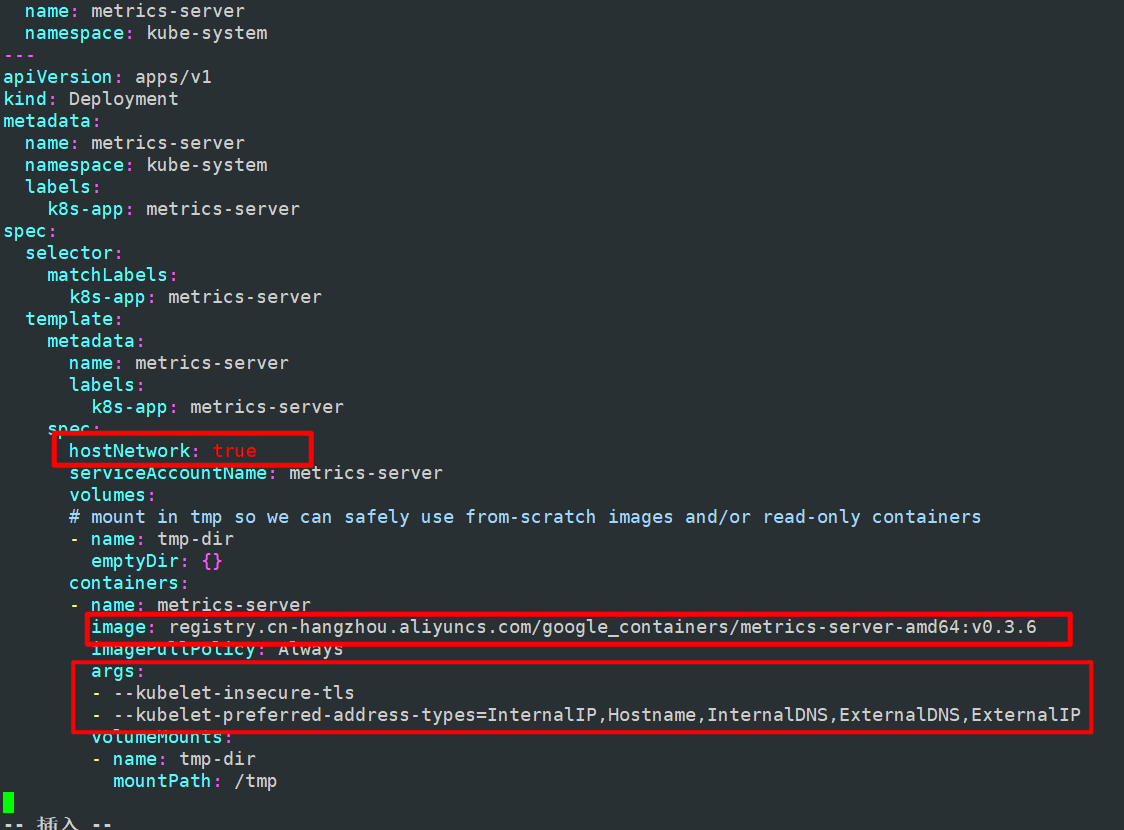 name: metrics-server
  namespace: kube-system
---
apiVersion: apps/v1
kind: Deployment
metadata:
  name: metrics-server
  namespace: kube-system
  labels:
    k8s-app: metrics-server
spec:
  selector:
    matchLabels:
      k8s-app: metrics-server
  template:
    metadata:
      name: metrics-server
      labels:
        k8s-app: metrics-server
    spec:
      hostNetwork: true
      serviceAccountName: metrics-server
      volumes:
      # mount in tmp so we can safely use from-scratch images and/or read-only containers
      - name: tmp-dir
        emptyDir: {}
      containers:
      - name: metrics-server
        image: registry.cn-hangzhou.aliyuncs.com/google_containers/metrics-server-amd64:v0.3.6
        imagePullPolicy: Always
        args:
        - --kubelet-insecure-tls
        - --kubelet-preferred-address-types=InternalIP,Hostname,InternalDNS,ExternalDNS,ExternalIP
        volumeMounts:
        - name: tmp-dir
          mountPath: /tmp
-- 插入 --